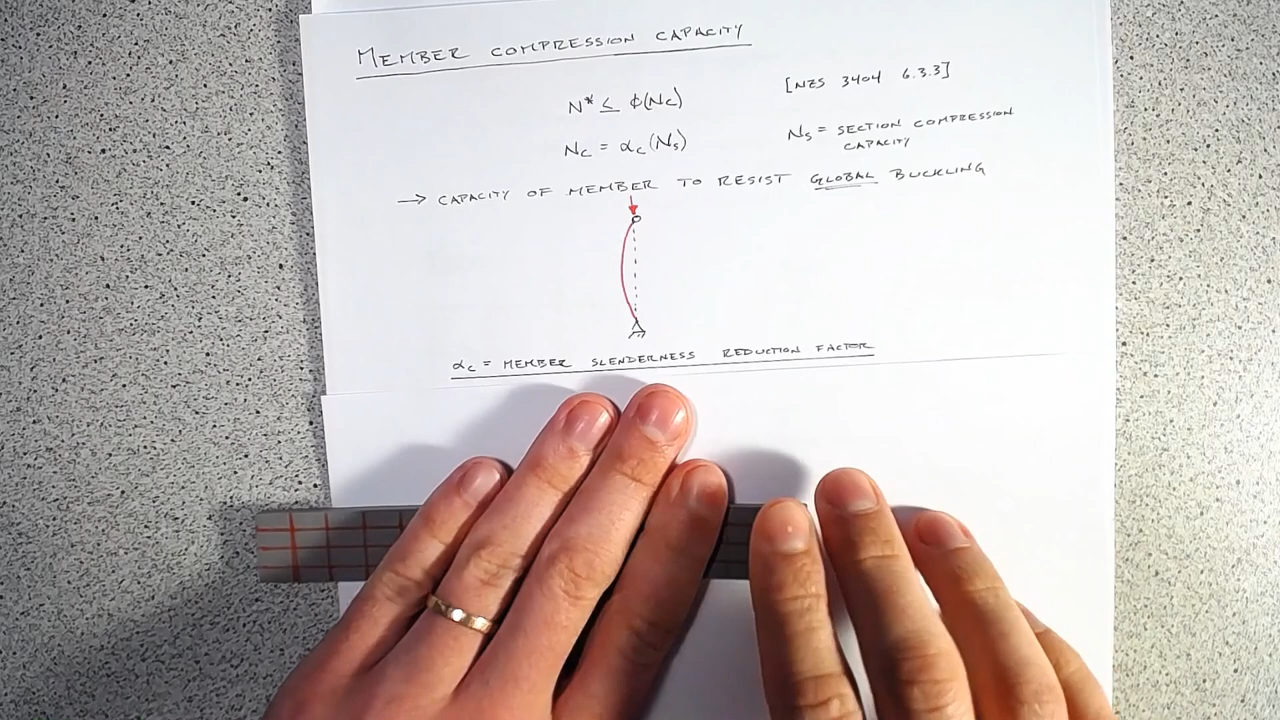 MEMBER COMPRESSION CAPACITY
[NZS 3404 6.3.3]
N* ≤ ϕ(Nc)
Nc = αc(Ns)
Ns = SECTION COMPRESSION
CAPACITY
→ CAPACITY OF MEMBER TO RESIST GLOBAL BUCKLING
αc = MEMBER SLENDERNESS REDUCTION FACTOR